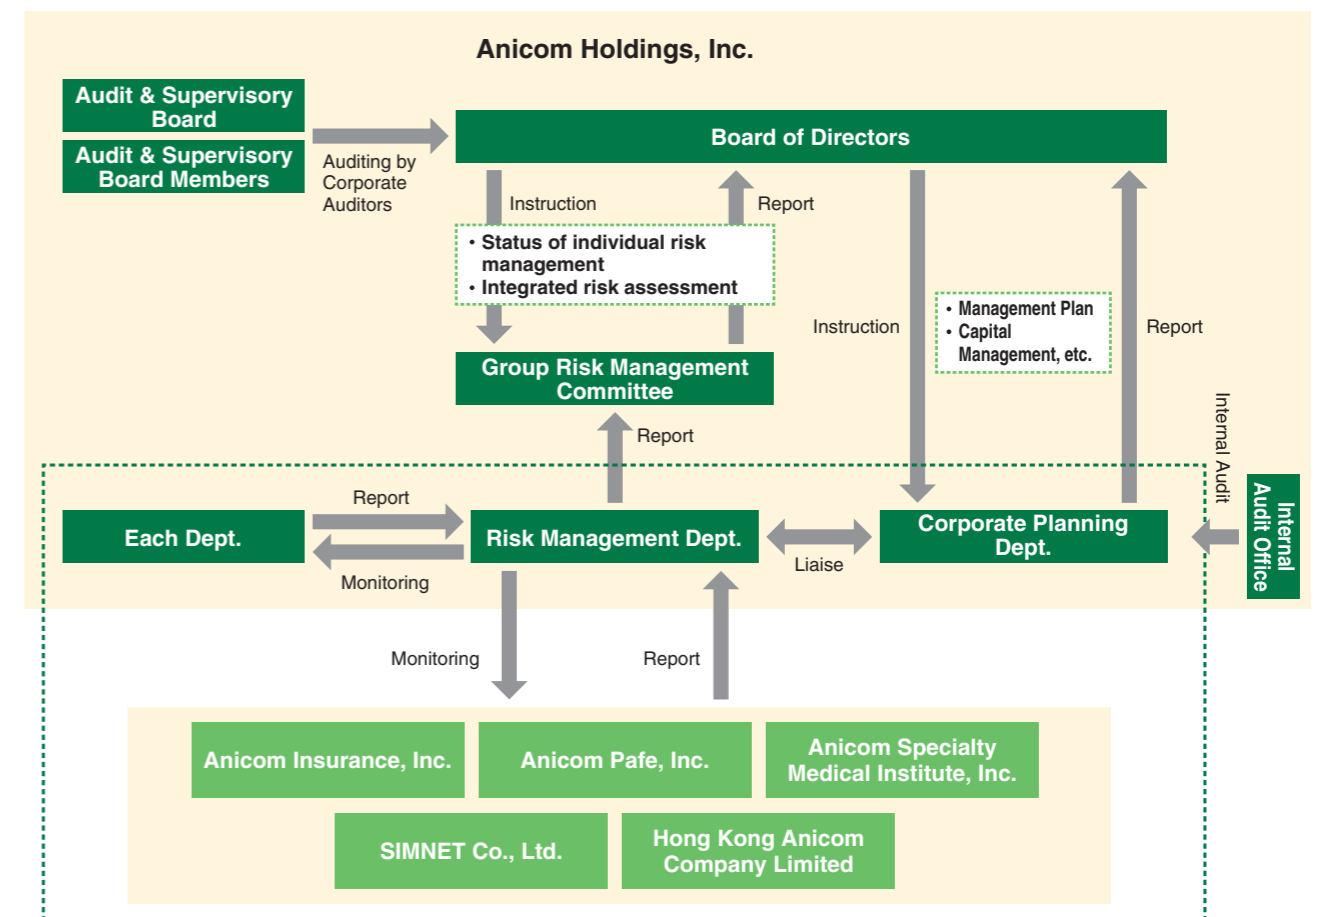 Anicom Holdings, Inc.
Audit & Supervisory
Board
Audit & Supervisory
Board Members
Auditing by
Corporate
Auditors
Board of Directors
Instruction
Report
• Status of individual risk
management
• Integrated risk assessment
Instruction
• Management Plan
• Capital
Management, etc.
Report
Group Risk Management
Committee
Report
Internal Audit
Internal
Audit Office
Each Dept.
Report
Monitoring
Risk Management Dept.
Liaise
Corporate Planning
Dept.
Monitoring
Report
Anicom Insurance, Inc.
Anicom Pafe, Inc.
Anicom Specialty
Medical Institute, Inc.
SIMNET Co., Ltd.
Hong Kong Anicom
Company Limited